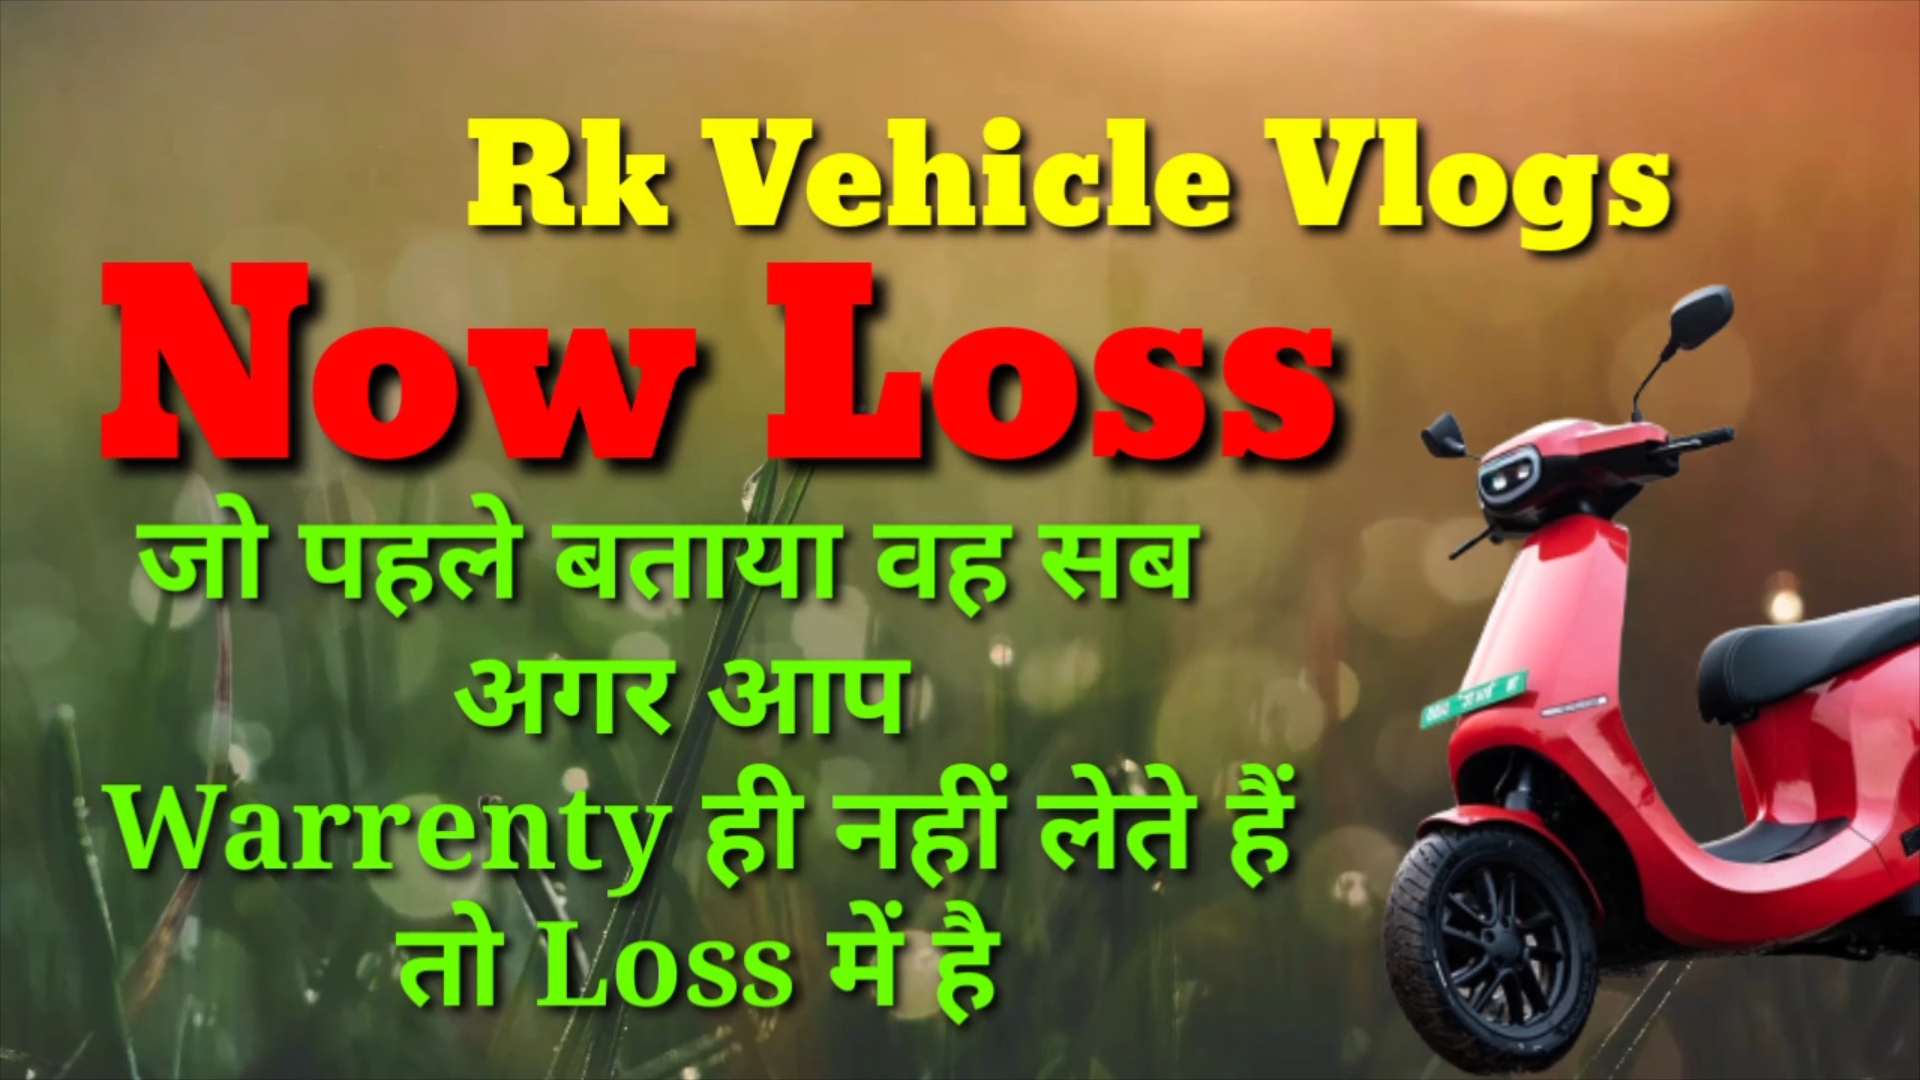 Rk Vehicle Vlogs
Now Loss
जो पहले बताया वह सब
अगर आप
Warrenty ही नहीं लेते हैं
तो Loss में है